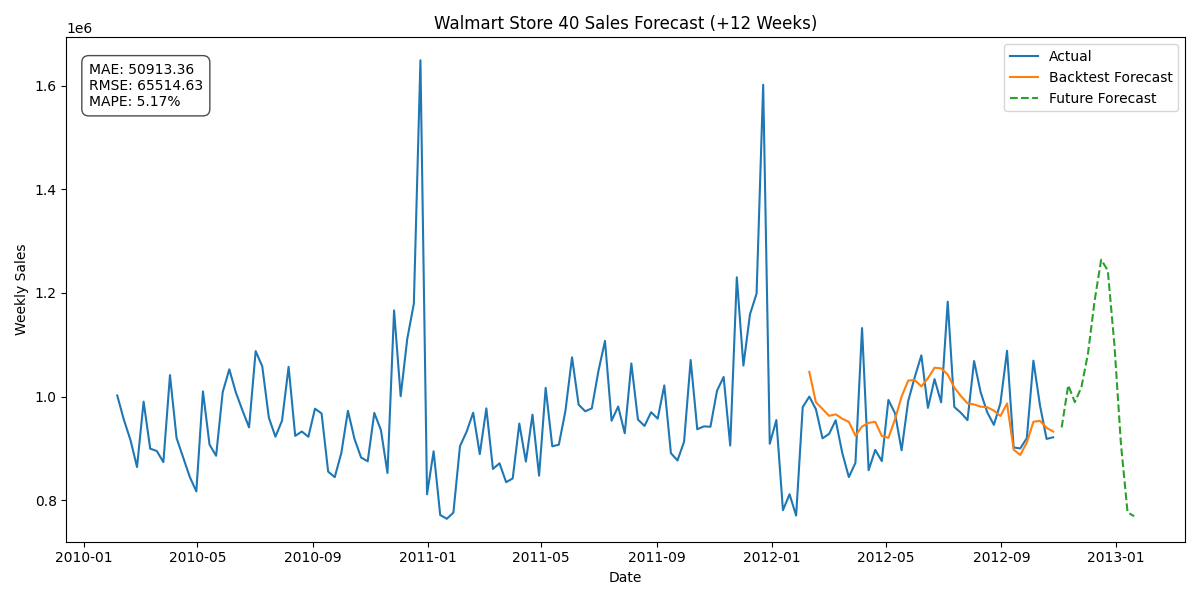 Walmart Store 40 Sales Forecast (+12 Weeks)
1e6
MAE: 50913.36
RMSE: 65514.63
MAPE: 5.17%
Actual
Backtest Forecast
Future Forecast
1.6
1.4
1.2
1.0
0.8
Weekly Sales
2010-01
2010-05
2010-09
2011-01
2011-05
2011-09
2012-01
2012-05
2012-09
2013-01
Date